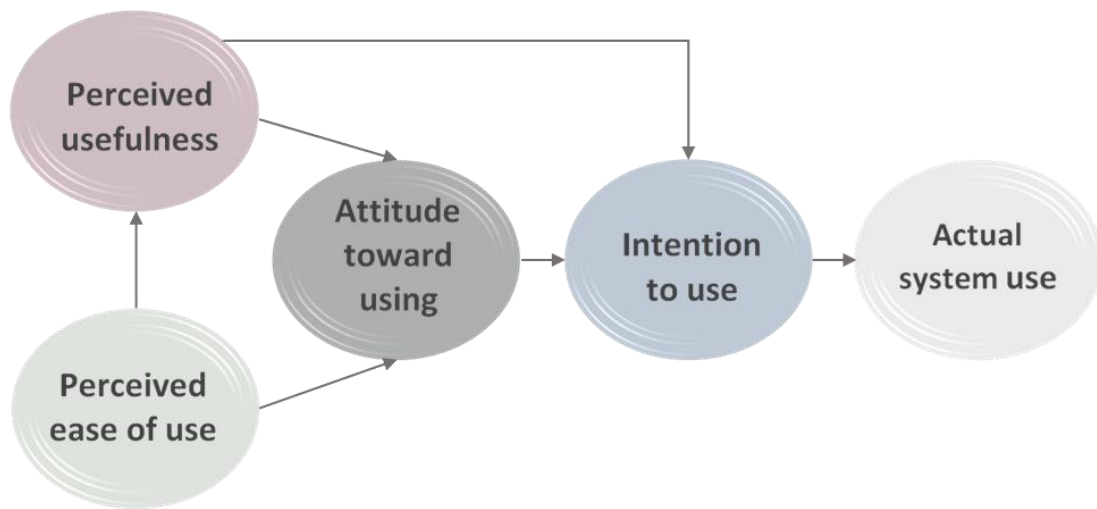 Perceived
usefulness
Attitude
toward
using
Intention
to use
Actual
system use
Perceived
ease of use